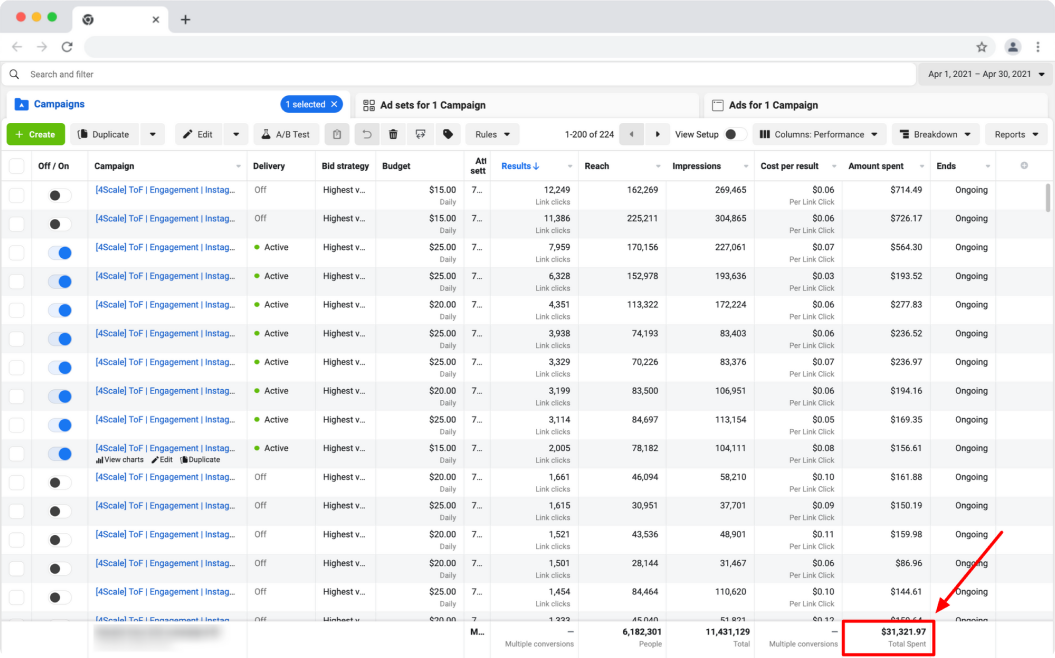 Search and filter
Apr 1, 2021 – Apr 30, 2021
Campaigns
1 selected ×
Ad sets for 1 Campaign
Ads for 1 Campaign
+ Create
Duplicate
Edit
A/B Test
Rules
1-200 of 224
View Setup
Columns: Performance
Breakdown
Reports
Off / On Campaign Delivery Bid strategy Budget Att sett Results ↓ Reach Impressions Cost per result Amount spent Ends
[4Scale] ToF | Engagement | Instag... Off Highest v... $15.00 7... 12,249 162,269 269,465 $0.06 $714.49 Ongoing
Daily Link clicks Per Link Click
[4Scale] ToF | Engagement | Instag... Off Highest v... $15.00 7... 11,386 225,211 304,865 $0.06 $726.17 Ongoing
Daily Link clicks Per Link Click
[4Scale] ToF | Engagement | Instag... Active Highest v... $25.00 7... 7,959 170,156 227,061 $0.07 $564.30 Ongoing
Daily Link clicks Per Link Click
[4Scale] ToF | Engagement | Instag... Active Highest v... $25.00 7... 6,328 152,978 193,636 $0.03 $193.52 Ongoing
Daily Link clicks Per Link Click
[4Scale] ToF | Engagement | Instag... Active Highest v... $20.00 7... 4,351 113,322 172,224 $0.06 $277.83 Ongoing
Daily Link clicks Per Link Click
[4Scale] ToF | Engagement | Instag... Active Highest v... $25.00 7... 3,938 74,193 83,403 $0.06 $236.52 Ongoing
Daily Link clicks Per Link Click
[4Scale] ToF | Engagement | Instag... Active Highest v... $25.00 7... 3,329 70,226 83,376 $0.07 $236.97 Ongoing
Daily Link clicks Per Link Click
[4Scale] ToF | Engagement | Instag... Active Highest v... $20.00 7... 3,199 83,500 106,951 $0.06 $194.16 Ongoing
Daily Link clicks Per Link Click
[4Scale] ToF | Engagement | Instag... Active Highest v... $25.00 7... 3,114 84,697 113,154 $0.05 $169.35 Ongoing
Daily Link clicks Per Link Click
[4Scale] ToF | Engagement | Instag... Active Highest v... $15.00 7... 2,005 78,182 104,111 $0.08 $156.61 Ongoing
View charts Edit Duplicate Daily Link clicks Per Link Click
[4Scale] ToF | Engagement | Instag... Off Highest v... $20.00 7... 1,661 46,094 58,210 $0.10 $161.88 Ongoing
Daily Link clicks Per Link Click
[4Scale] ToF | Engagement | Instag... Off Highest v... $25.00 7... 1,615 30,951 37,701 $0.09 $150.19 Ongoing
Daily Link clicks Per Link Click
[4Scale] ToF | Engagement | Instag... Off Highest v... $20.00 7... 1,521 43,536 48,901 $0.11 $159.98 Ongoing
Daily Link clicks Per Link Click
[4Scale] ToF | Engagement | Instag... Off Highest v... $20.00 7... 1,501 28,144 31,467 $0.06 $86.96 Ongoing
Daily Link clicks Per Link Click
[4Scale] ToF | Engagement | Instag... Off Highest v... $25.00 7... 1,454 84,464 110,620 $0.10 $144.61 Ongoing
Daily Link clicks Per Link Click
[4Scale] ToF | Engagement | Instag... Off Highest v... $20.00 7... 1,333 45,049 51,821 $0.12 Ongoing
M... — 6,182,301 11,431,129 — $31,321.97
Multiple conversions People Total Multiple conversions Total Spent